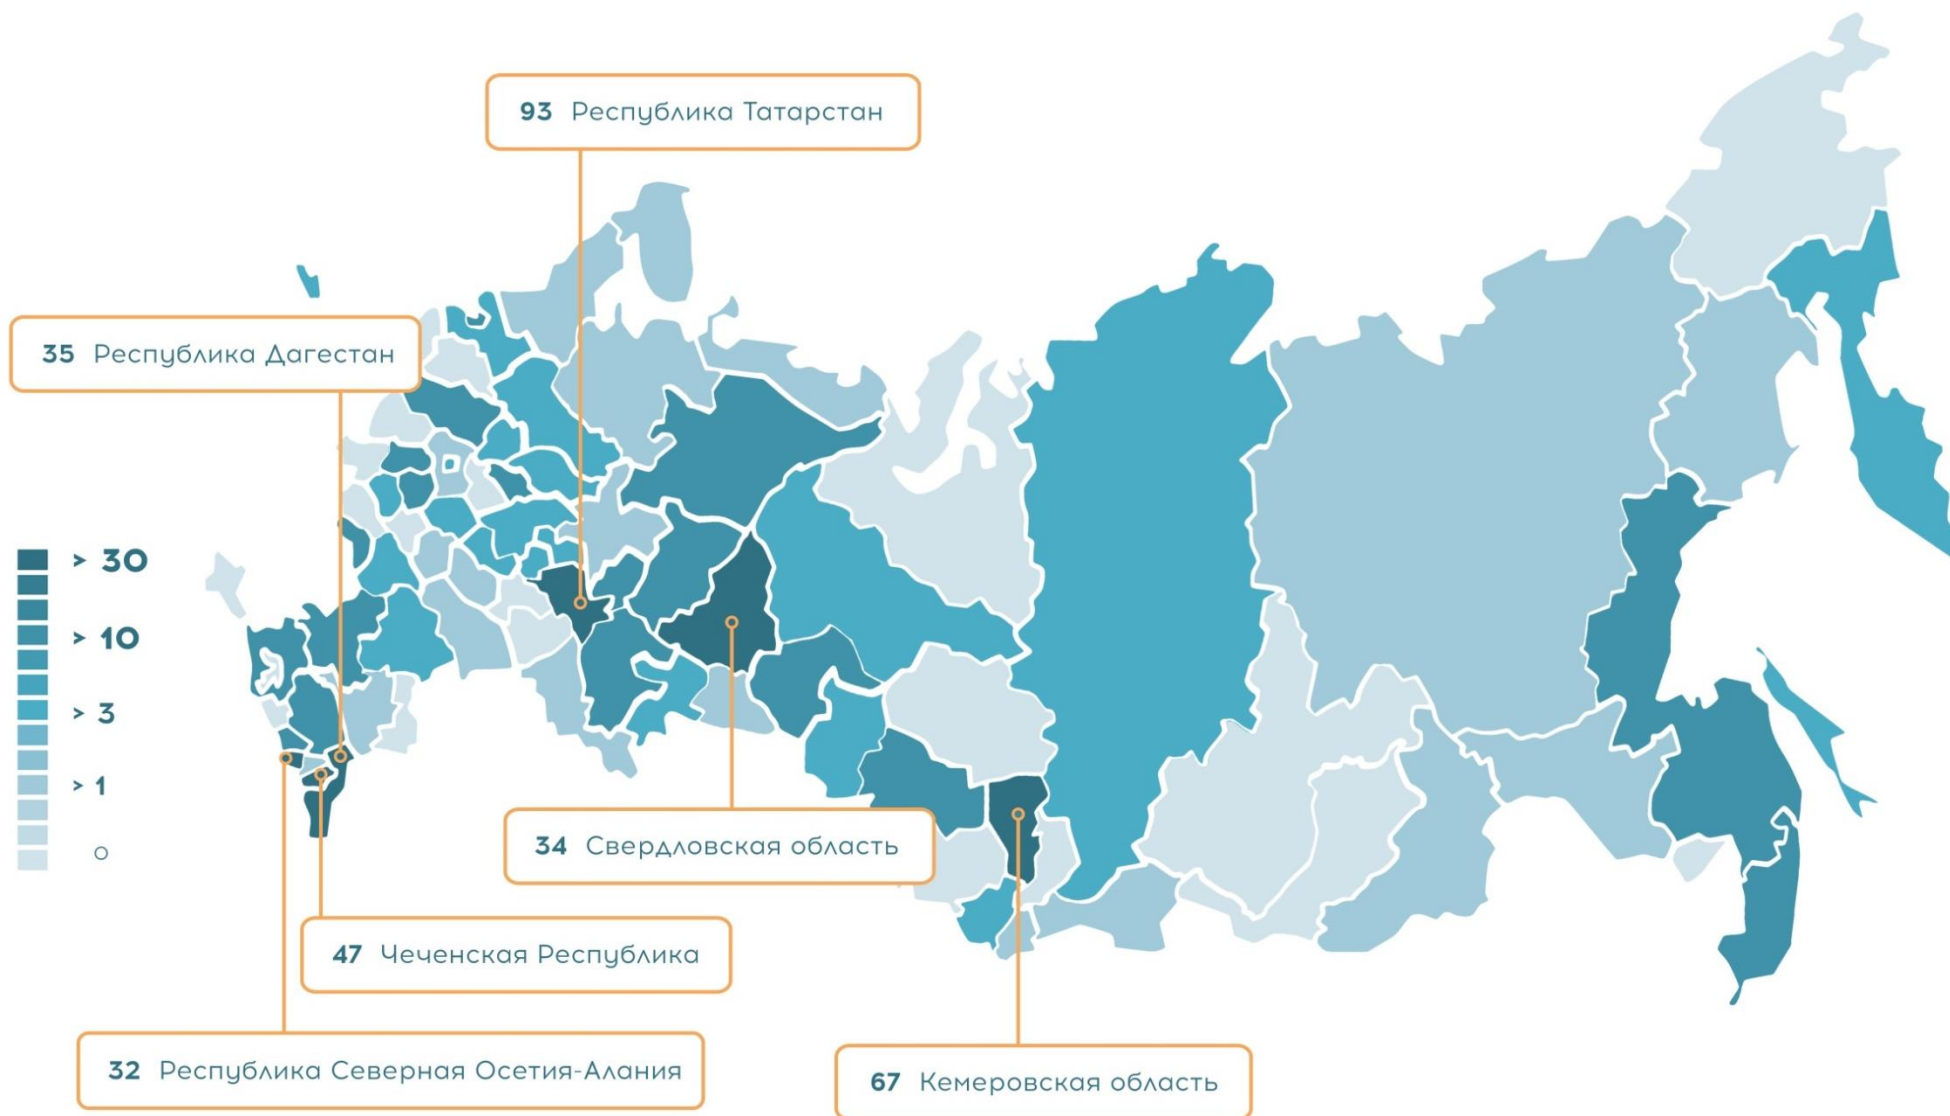 93 Республика Татарстан
35 Республика Дагестан
> 30
> 10
> 3
> 1
0
34 Свердловская область
47 Чеченская Республика
32 Республика Северная Осетия-Алания
67 Кемеровская область